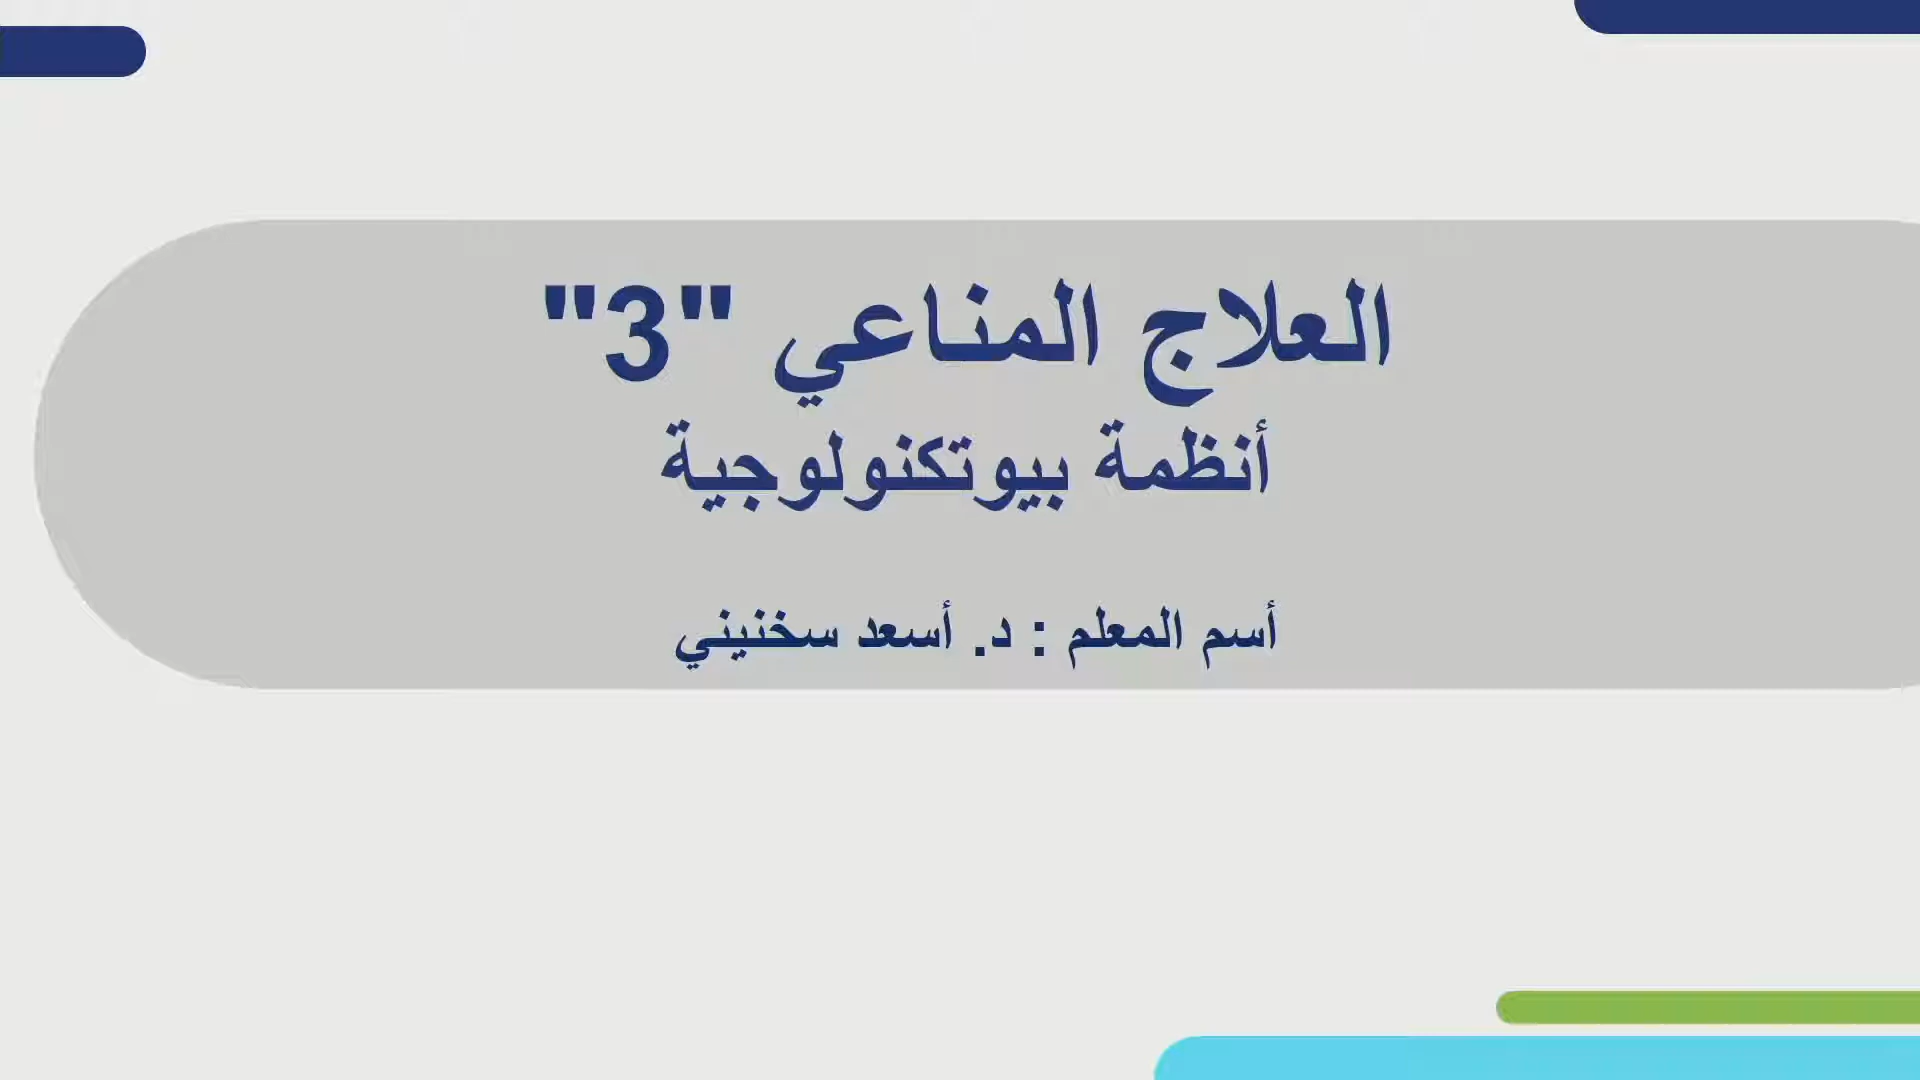 العلاج المناعي "3"
أنظمة بيوتكنولوجية
أسم المعلم : د. أسعد سخنيني